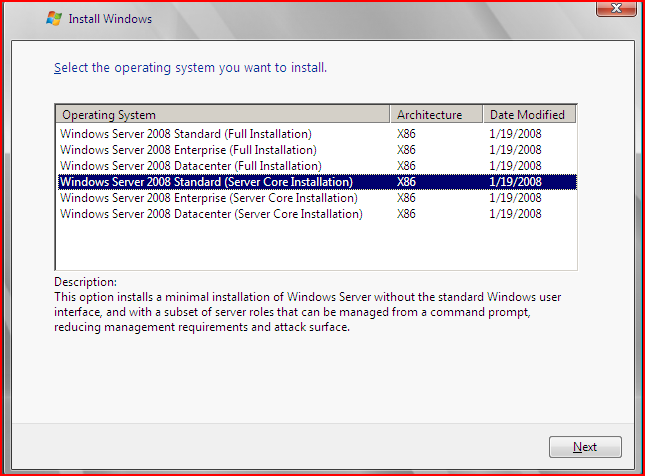 Install Windows
Select the operating system you want to install.
Operating System Architecture Date Modified
Windows Server 2008 Standard (Full Installation) X86 1/19/2008
Windows Server 2008 Enterprise (Full Installation) X86 1/19/2008
Windows Server 2008 Datacenter (Full Installation) X86 1/19/2008
Windows Server 2008 Standard (Server Core Installation) X86 1/19/2008
Windows Server 2008 Enterprise (Server Core Installation) X86 1/19/2008
Windows Server 2008 Datacenter (Server Core Installation) X86 1/19/2008
Description:
This option installs a minimal installation of Windows Server without the standard Windows user
interface, and with a subset of server roles that can be managed from a command prompt,
reducing management requirements and attack surface.
Next